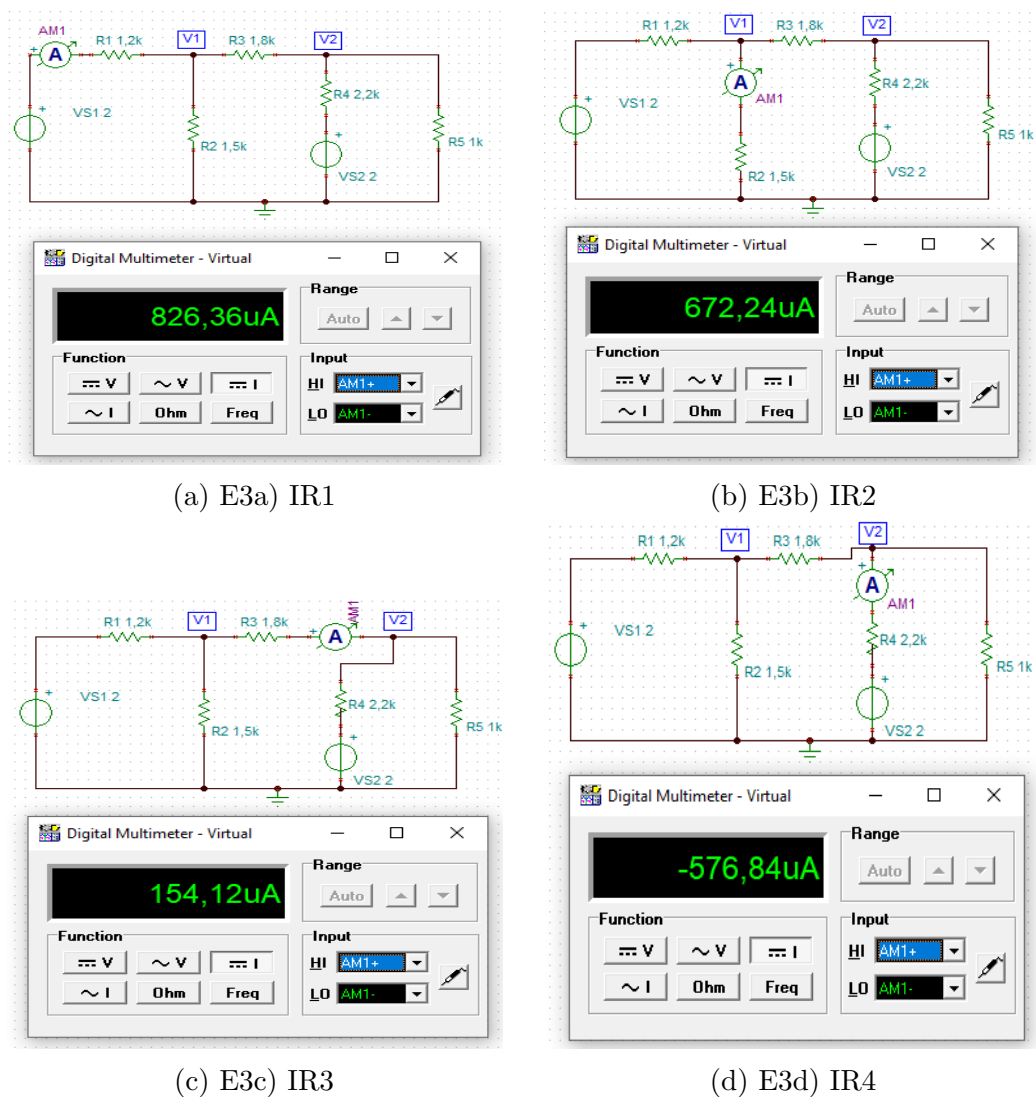 AM1
R1 1,2k
V1
R3 1,8k
V2
+
A
+
VS1 2
R2 1,5k
R4 2,2k
+
VS2 2
R5 1k
Digital Multimeter - Virtual
826,36uA
Range
Auto
Function
V
V
I
I
Ohm
Freq
Input
HI AM1+
LO AM1-
(a) E3a) IR1
R1 1,2k
V1
R3 1,8k
V2
+
A
AM1
+
VS1 2
R2 1,5k
R4 2,2k
+
VS2 2
R5 1k
Digital Multimeter - Virtual
672,24uA
Range
Auto
Function
V
V
I
I
Ohm
Freq
Input
HI AM1+
LO AM1-
(b) E3b) IR2
R1 1,2k
V1
R3 1,8k
+
A
AM1
V2
+
VS1 2
R2 1,5k
R4 2,2k
+
VS2 2
R5 1k
Digital Multimeter - Virtual
154,12uA
Range
Auto
Function
V
V
I
I
Ohm
Freq
Input
HI AM1+
LO AM1-
(c) E3c) IR3
R1 1,2k
V1
R3 1,8k
V2
+
A
AM1
+
VS1 2
R2 1,5k
R4 2,2k
+
VS2 2
R5 1k
Digital Multimeter - Virtual
-576,84uA
Range
Auto
Function
V
V
I
I
Ohm
Freq
Input
HI AM1+
LO AM1-
(d) E3d) IR4